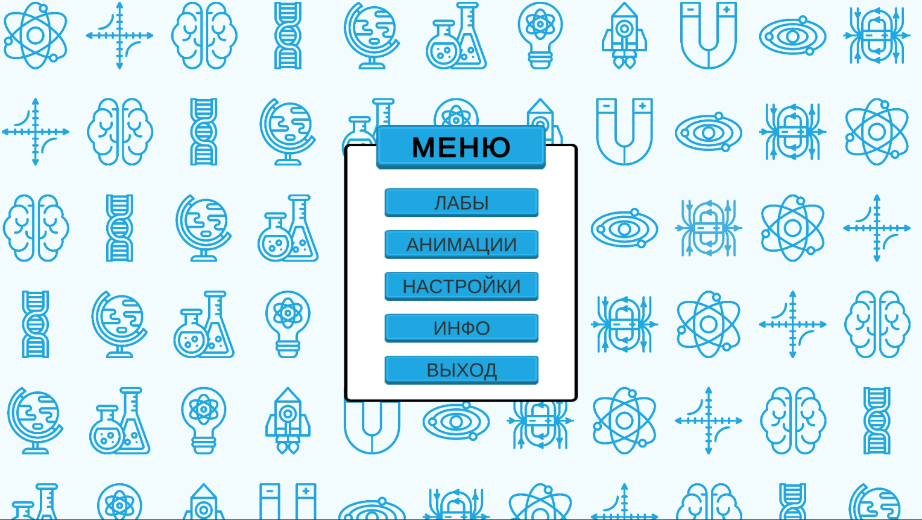 МЕНЮ
ЛАБЫ
АНИМАЦИИ
НАСТРОЙКИ
ИНФО
ВЫХОД